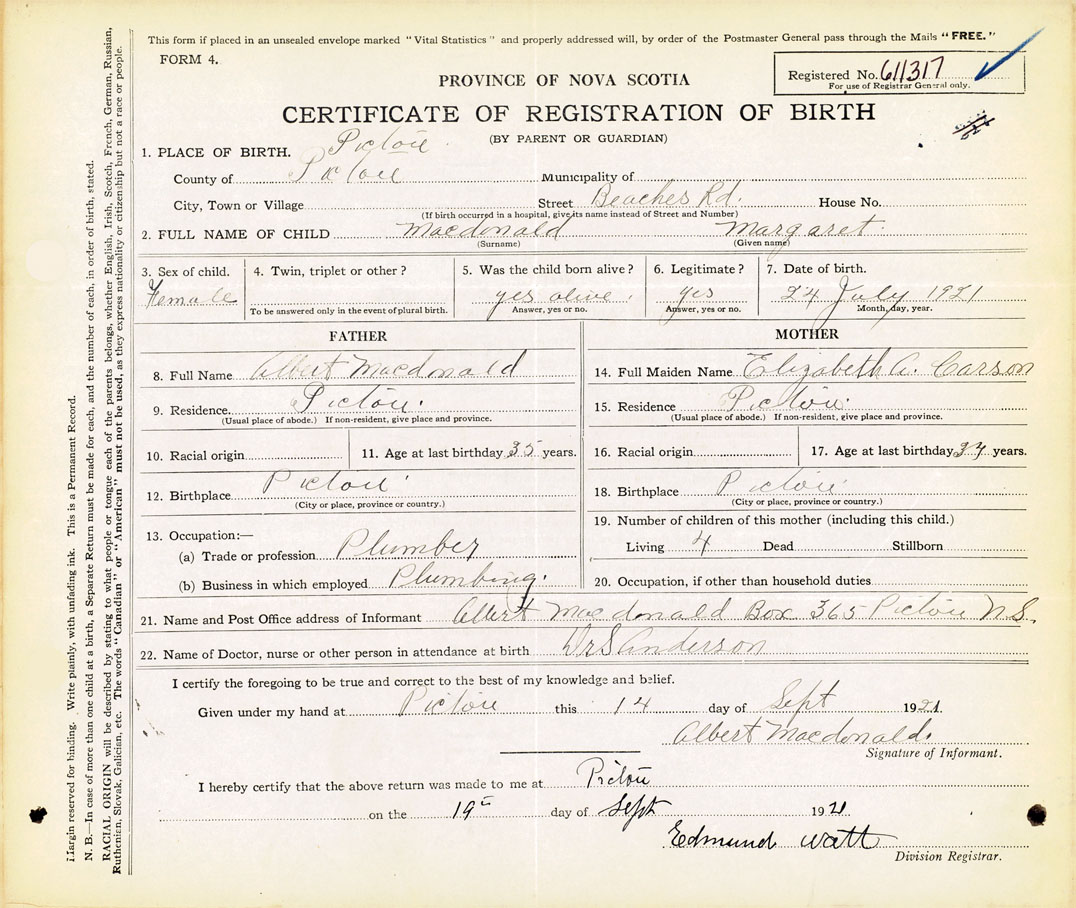 This form if placed in an unsealed envelope marked "Vital Statistics" and properly addressed will, by order of the Postmaster General pass through the Mails "FREE."
FORM 4.
Registered No. 611317
For use of Registrar General only.
PROVINCE OF NOVA SCOTIA
CERTIFICATE OF REGISTRATION OF BIRTH
(BY PARENT OR GUARDIAN)
1. PLACE OF BIRTH. Pictou
County of Pictou Municipality of
City, Town or Village Street Beaches Rd. House No.
(If birth occurred in a hospital, give its name instead of Street and Number)
2. FULL NAME OF CHILD Macdonald Margaret
(Surname) (Given name)
3. Sex of child. 4. Twin, triplet or other? 5. Was the child born alive? 6. Legitimate? 7. Date of birth.
Female yes alive yes 24 July 1921
To be answered only in the event of plural birth. Answer, yes or no. Answer, yes or no. Month, day, year.
FATHER
8. Full Name Albert Macdonald
9. Residence. Pictou.
(Usual place of abode.) If non-resident, give place and province.
10. Racial origin 11. Age at last birthday 35 years.
12. Birthplace Pictou
(City or place, province or country.)
13. Occupation:—
(a) Trade or profession Plumber
(b) Business in which employed Plumbing.
MOTHER
14. Full Maiden Name Elizabeth A. Carson
15. Residence Pictou.
(Usual place of abode.) If non-resident, give place and province.
16. Racial origin 17. Age at last birthday years.
18. Birthplace Pictou
(City or place, province or country.)
19. Number of children of this mother (including this child.)
Living 4 Dead Stillborn
20. Occupation, if other than household duties
21. Name and Post Office address of Informant Albert Macdonald Box 365 Pictou N.S.
22. Name of Doctor, nurse or other person in attendance at birth Dr S Anderson
I certify the foregoing to be true and correct to the best of my knowledge and belief.
Given under my hand at Pictou this 14 day of Sept 1921
Albert Macdonald.
Signature of Informant.
I hereby certify that the above return was made to me at Pictou
on the 19 day of Sept 1921
Edmund Watt
Division Registrar.
Margin reserved for binding. Write plainly, with unfading ink. This is a Permanent Record.
N. B.—In case of more than one child at a birth, a Separate Return must be made for each, and the number of each, in order of birth, stated.
RACIAL ORIGIN will be described by stating to what people or tongue each of the parents belongs, whether English, Irish, Scotch, French, German, Russian,
Ruthenian, Slovak, Galician, etc. The words "Canadian" or "American" must not be used, as they express nationality or citizenship but not a race or people.